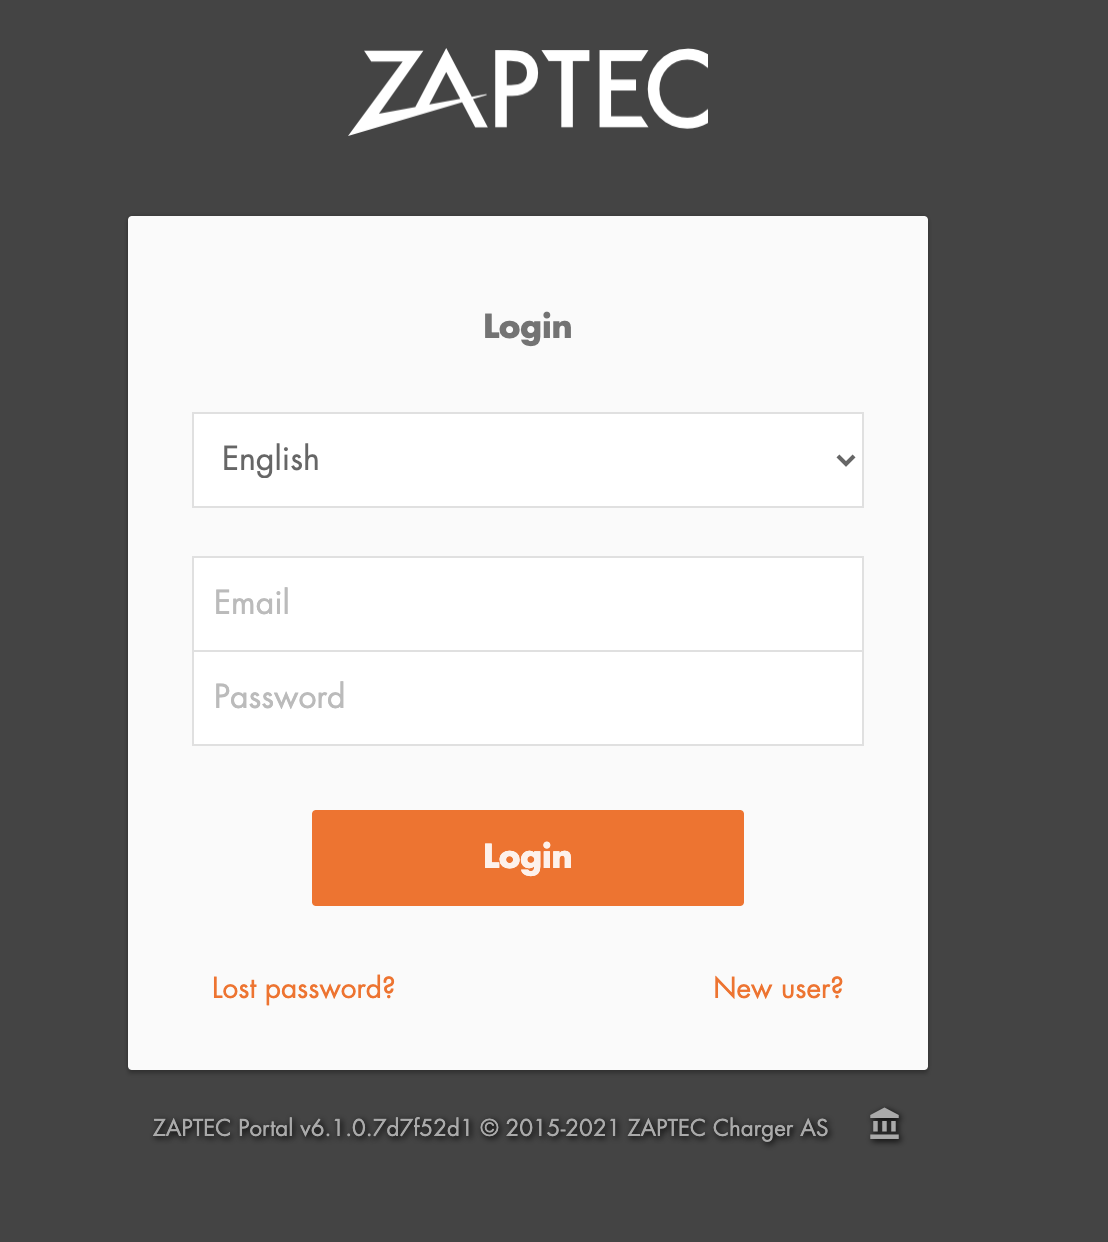 ZAPTEC
Login
English
Email
Password
Login
Lost password? New user?
ZAPTEC Portal v6.1.0.7d7f52d1 © 2015-2021 ZAPTEC Charger AS